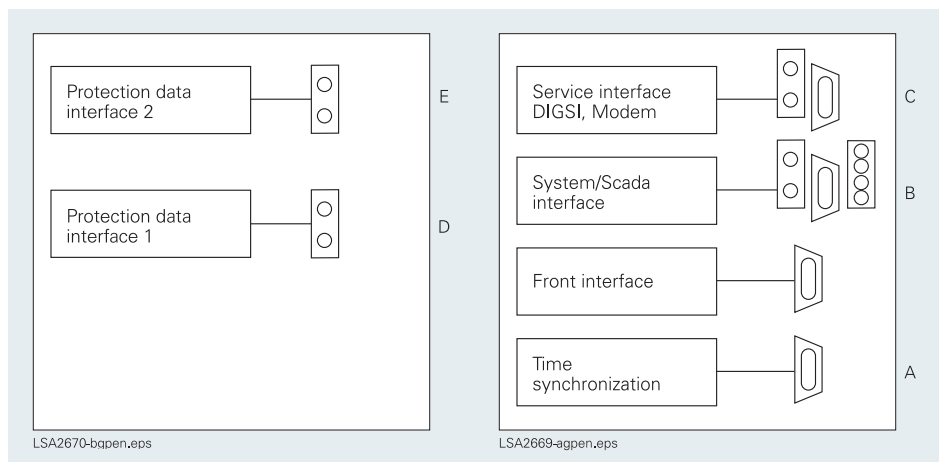 Protection data
interface 2
E
Protection data
interface 1
D
LSA2670-bgpen.eps
Service interface
DIGSI, Modem
C
System/Scada
interface
B
Front interface
Time
synchronization
A
LSA2669-agpen.eps